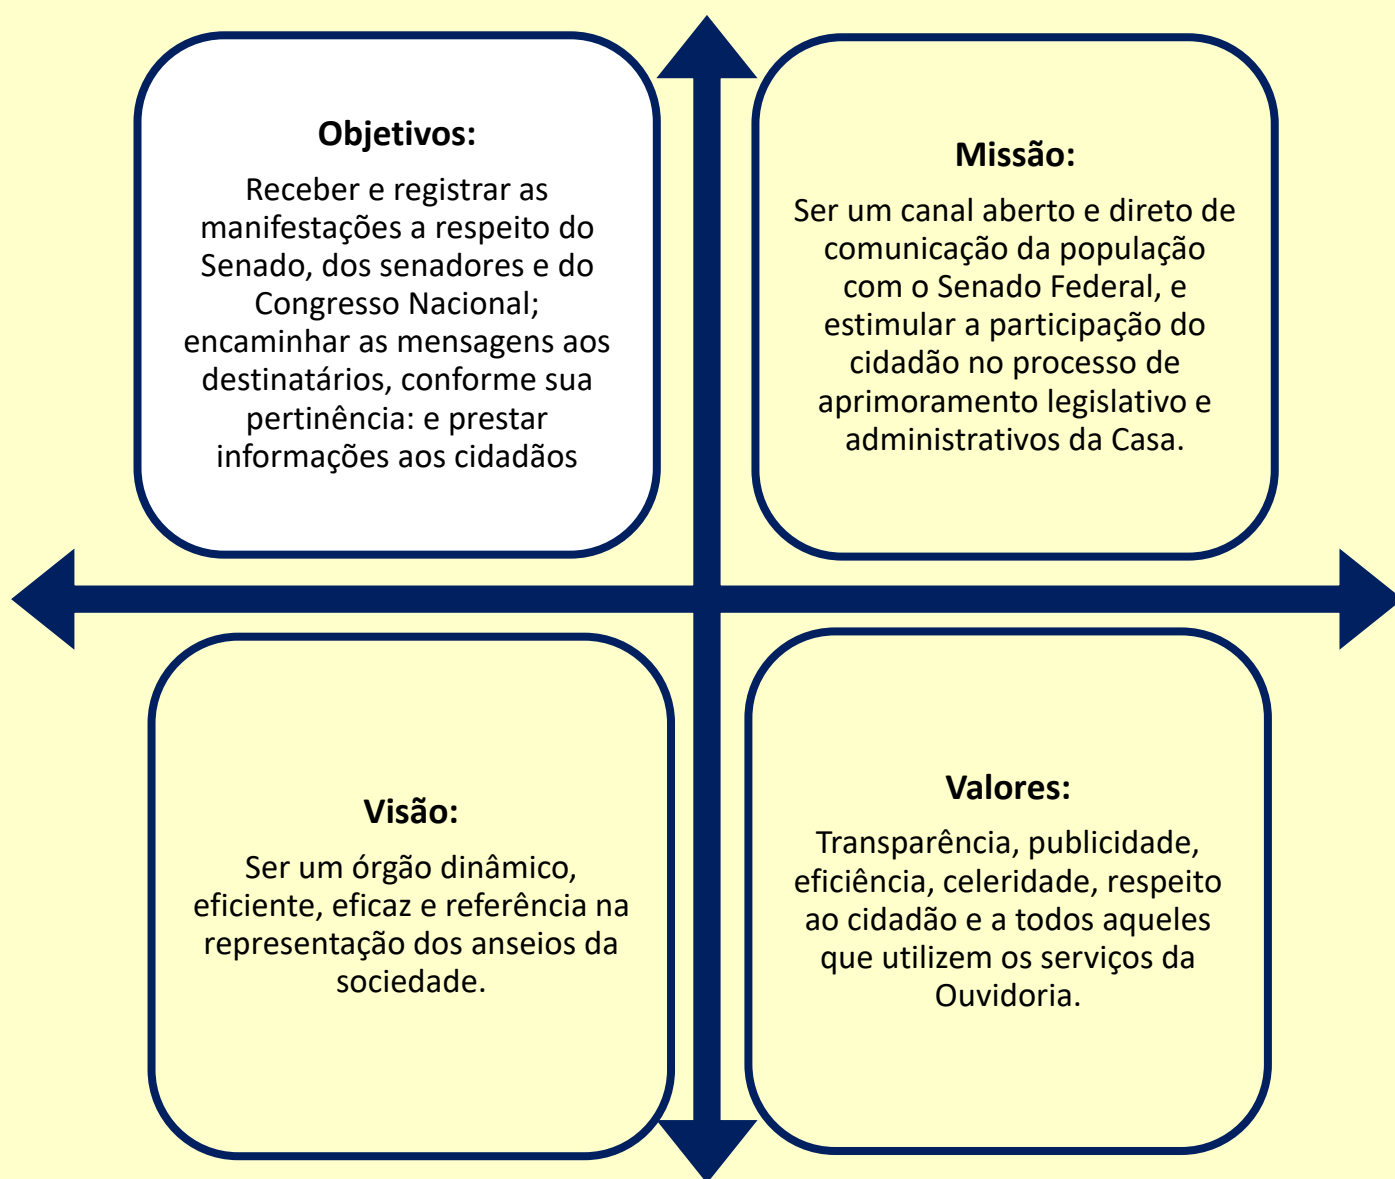 Objetivos:
Receber e registrar as
manifestações a respeito do
Senado, dos senadores e do
Congresso Nacional;
encaminhar as mensagens aos
destinatários, conforme sua
pertinência: e prestar
informações aos cidadãos
Missão:
Ser um canal aberto e direto de
comunicação da população
com o Senado Federal, e
estimular a participação do
cidadão no processo de
aprimoramento legislativo e
administrativos da Casa.
Visão:
Ser um órgão dinâmico,
eficiente, eficaz e referência na
representação dos anseios da
sociedade.
Valores:
Transparência, publicidade,
eficiência, celeridade, respeito
ao cidadão e a todos aqueles
que utilizem os serviços da
Ouvidoria.